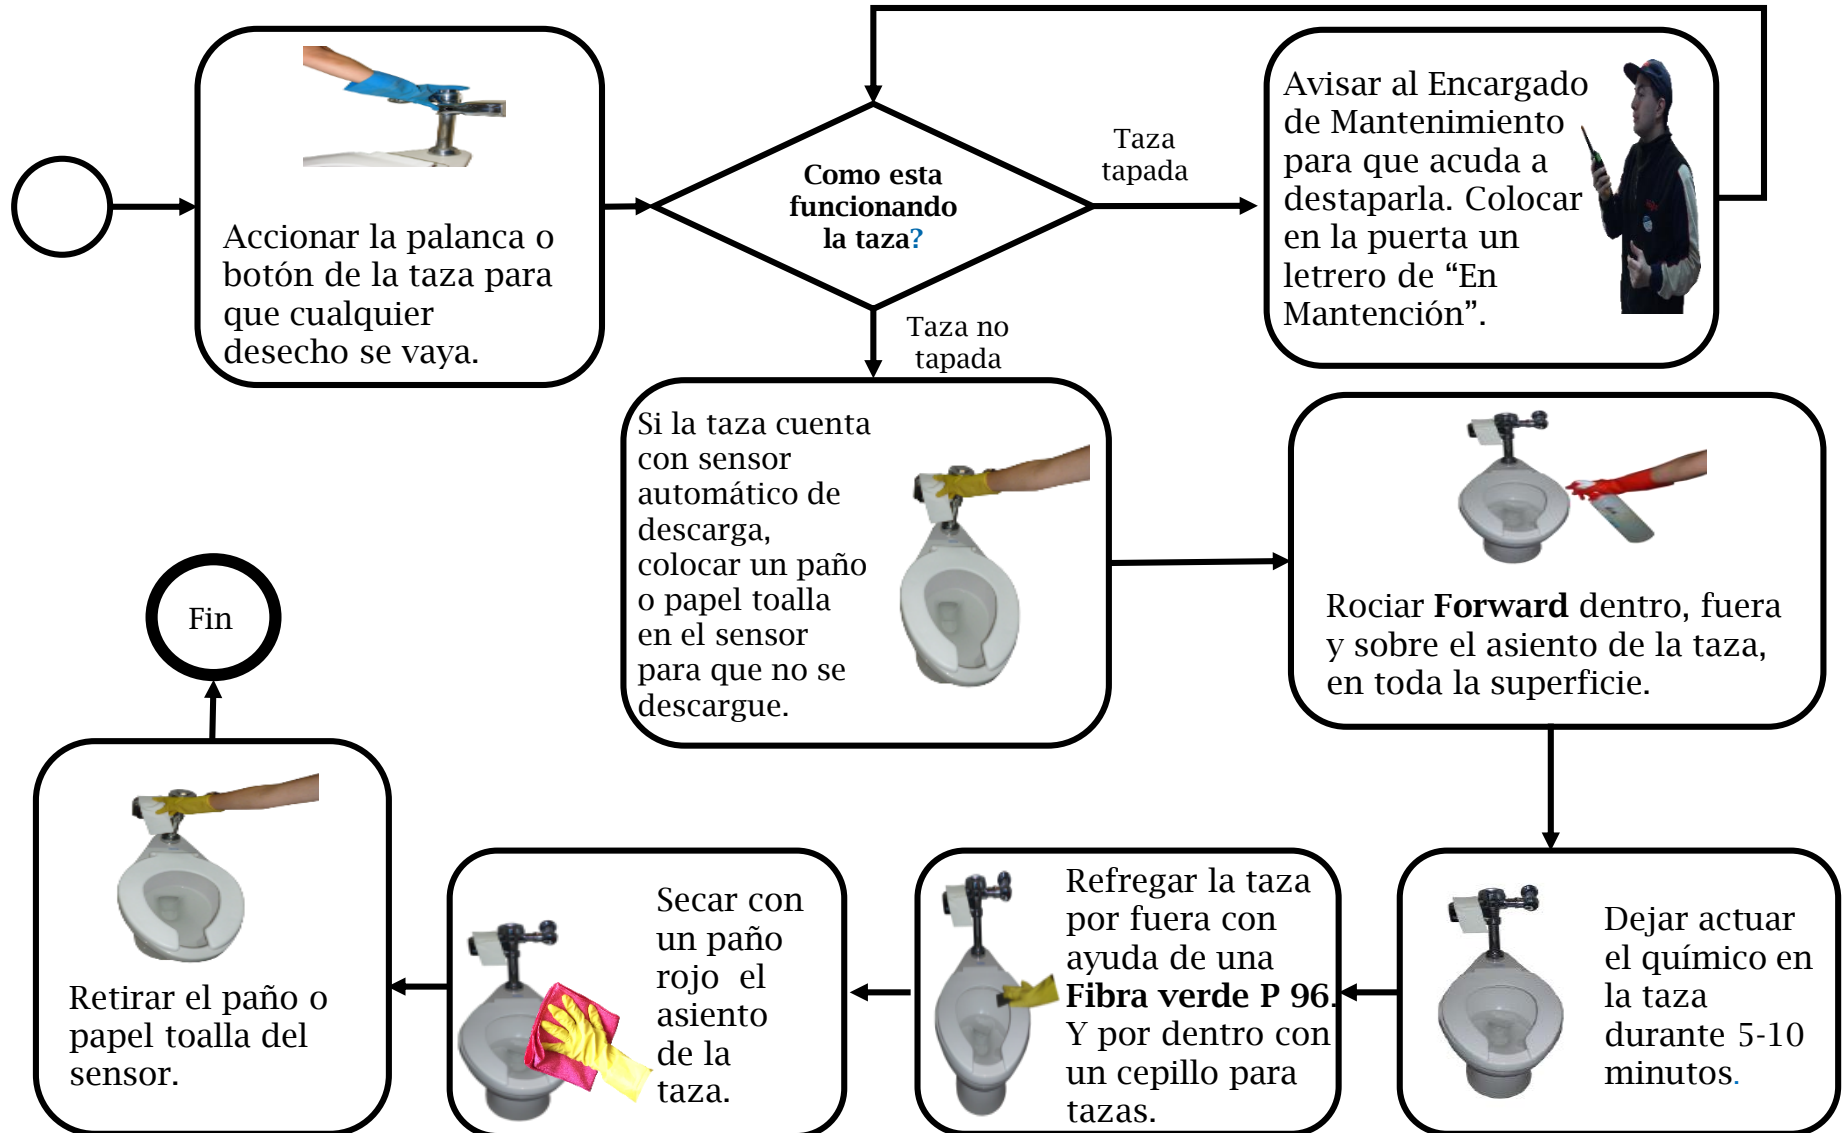 Accionar la palanca o
botón de la taza para
que cualquier
desecho se vaya.
Como esta
funcionando
la taza?
Taza
tapada
Avisar al Encargado
de Mantenimiento
para que acuda a
destaparla. Colocar
en la puerta un
letrero de “En
Mantención”.
Taza no
tapada
Si la taza cuenta
con sensor
automático de
descarga,
colocar un paño
o papel toalla
en el sensor
para que no se
descargue.
Rociar Forward dentro, fuera
y sobre el asiento de la taza,
en toda la superficie.
Dejar actuar
el químico en
la taza
durante 5-10
minutos.
Refregar la taza
por fuera con
ayuda de una
Fibra verde P 96.
Y por dentro con
un cepillo para
tazas.
Secar con
un paño
rojo el
asiento
de la
taza.
Retirar el paño o
papel toalla del
sensor.
Fin